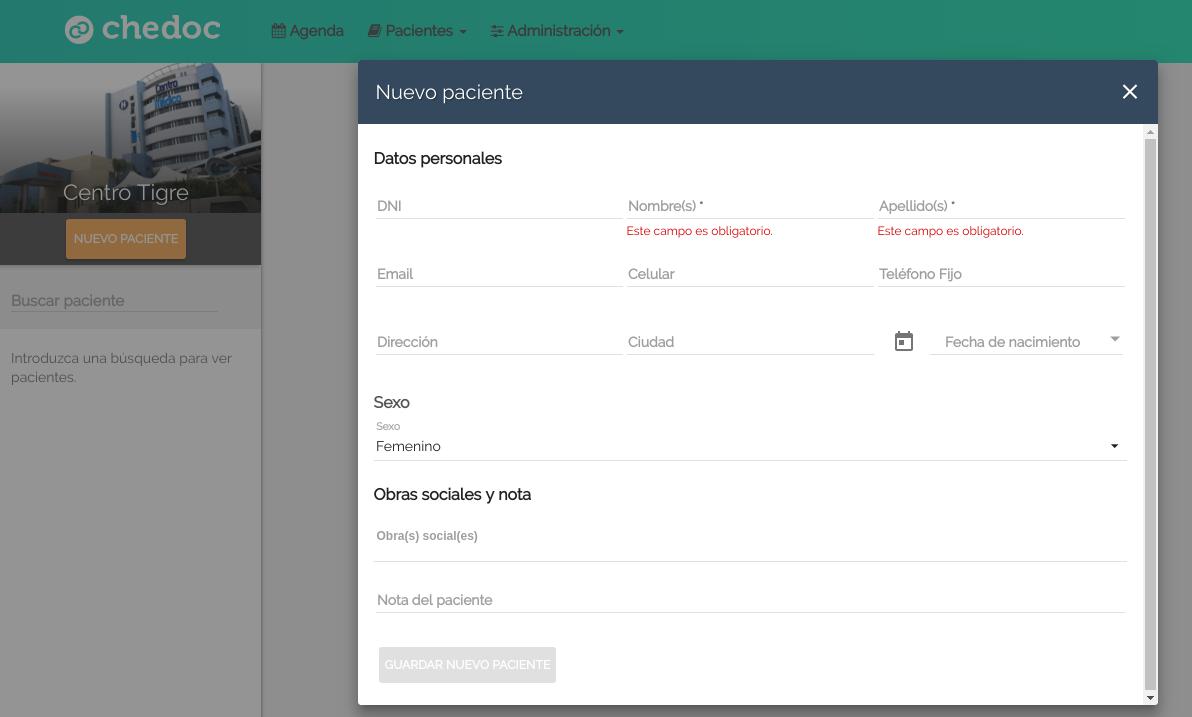 chedoc
Agenda
Pacientes
Administración
Centro
Médico
Centro Tigre
NUEVO PACIENTE
Buscar paciente
Introduzca una búsqueda para ver
pacientes.
Nuevo paciente
Datos personales
DNI
Nombre(s) *
Apellido(s) *
Este campo es obligatorio.
Este campo es obligatorio.
Email
Celular
Teléfono Fijo
Dirección
Ciudad
Fecha de nacimiento
Sexo
Sexo
Femenino
Obras sociales y nota
Obra(s) social(es)
Nota del paciente
GUARDAR NUEVO PACIENTE